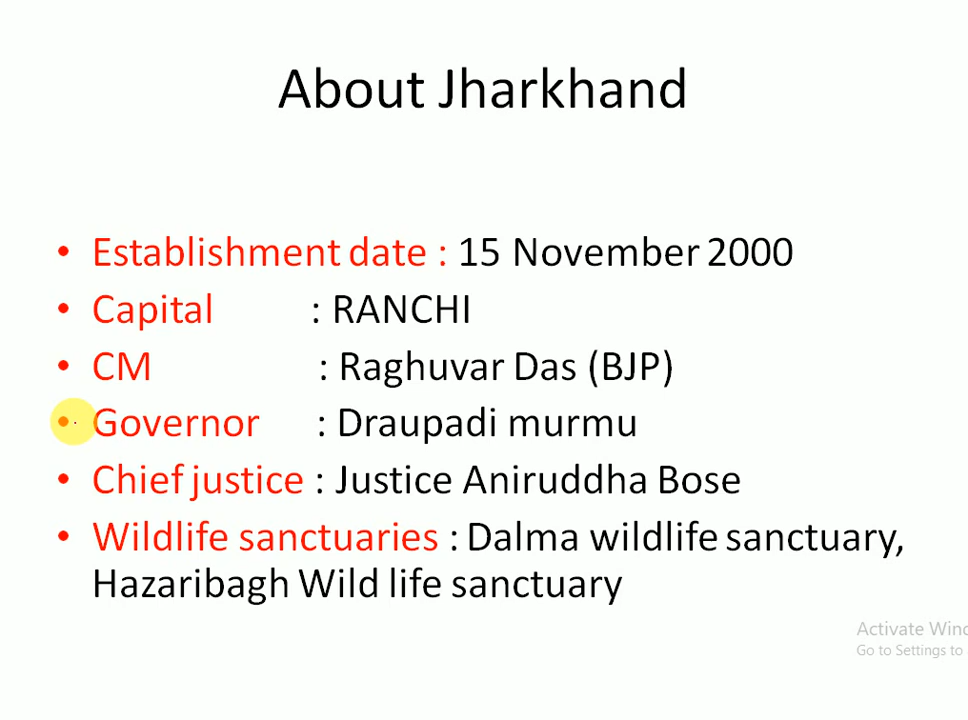 About Jharkhand
• Establishment date : 15 November 2000
• Capital : RANCHI
• CM : Raghuvar Das (BJP)
• Governor : Draupadi murmu
• Chief justice : Justice Aniruddha Bose
• Wildlife sanctuaries : Dalma wildlife sanctuary,
Hazaribagh Wild life sanctuary
Activate Wind
Go to Settings to